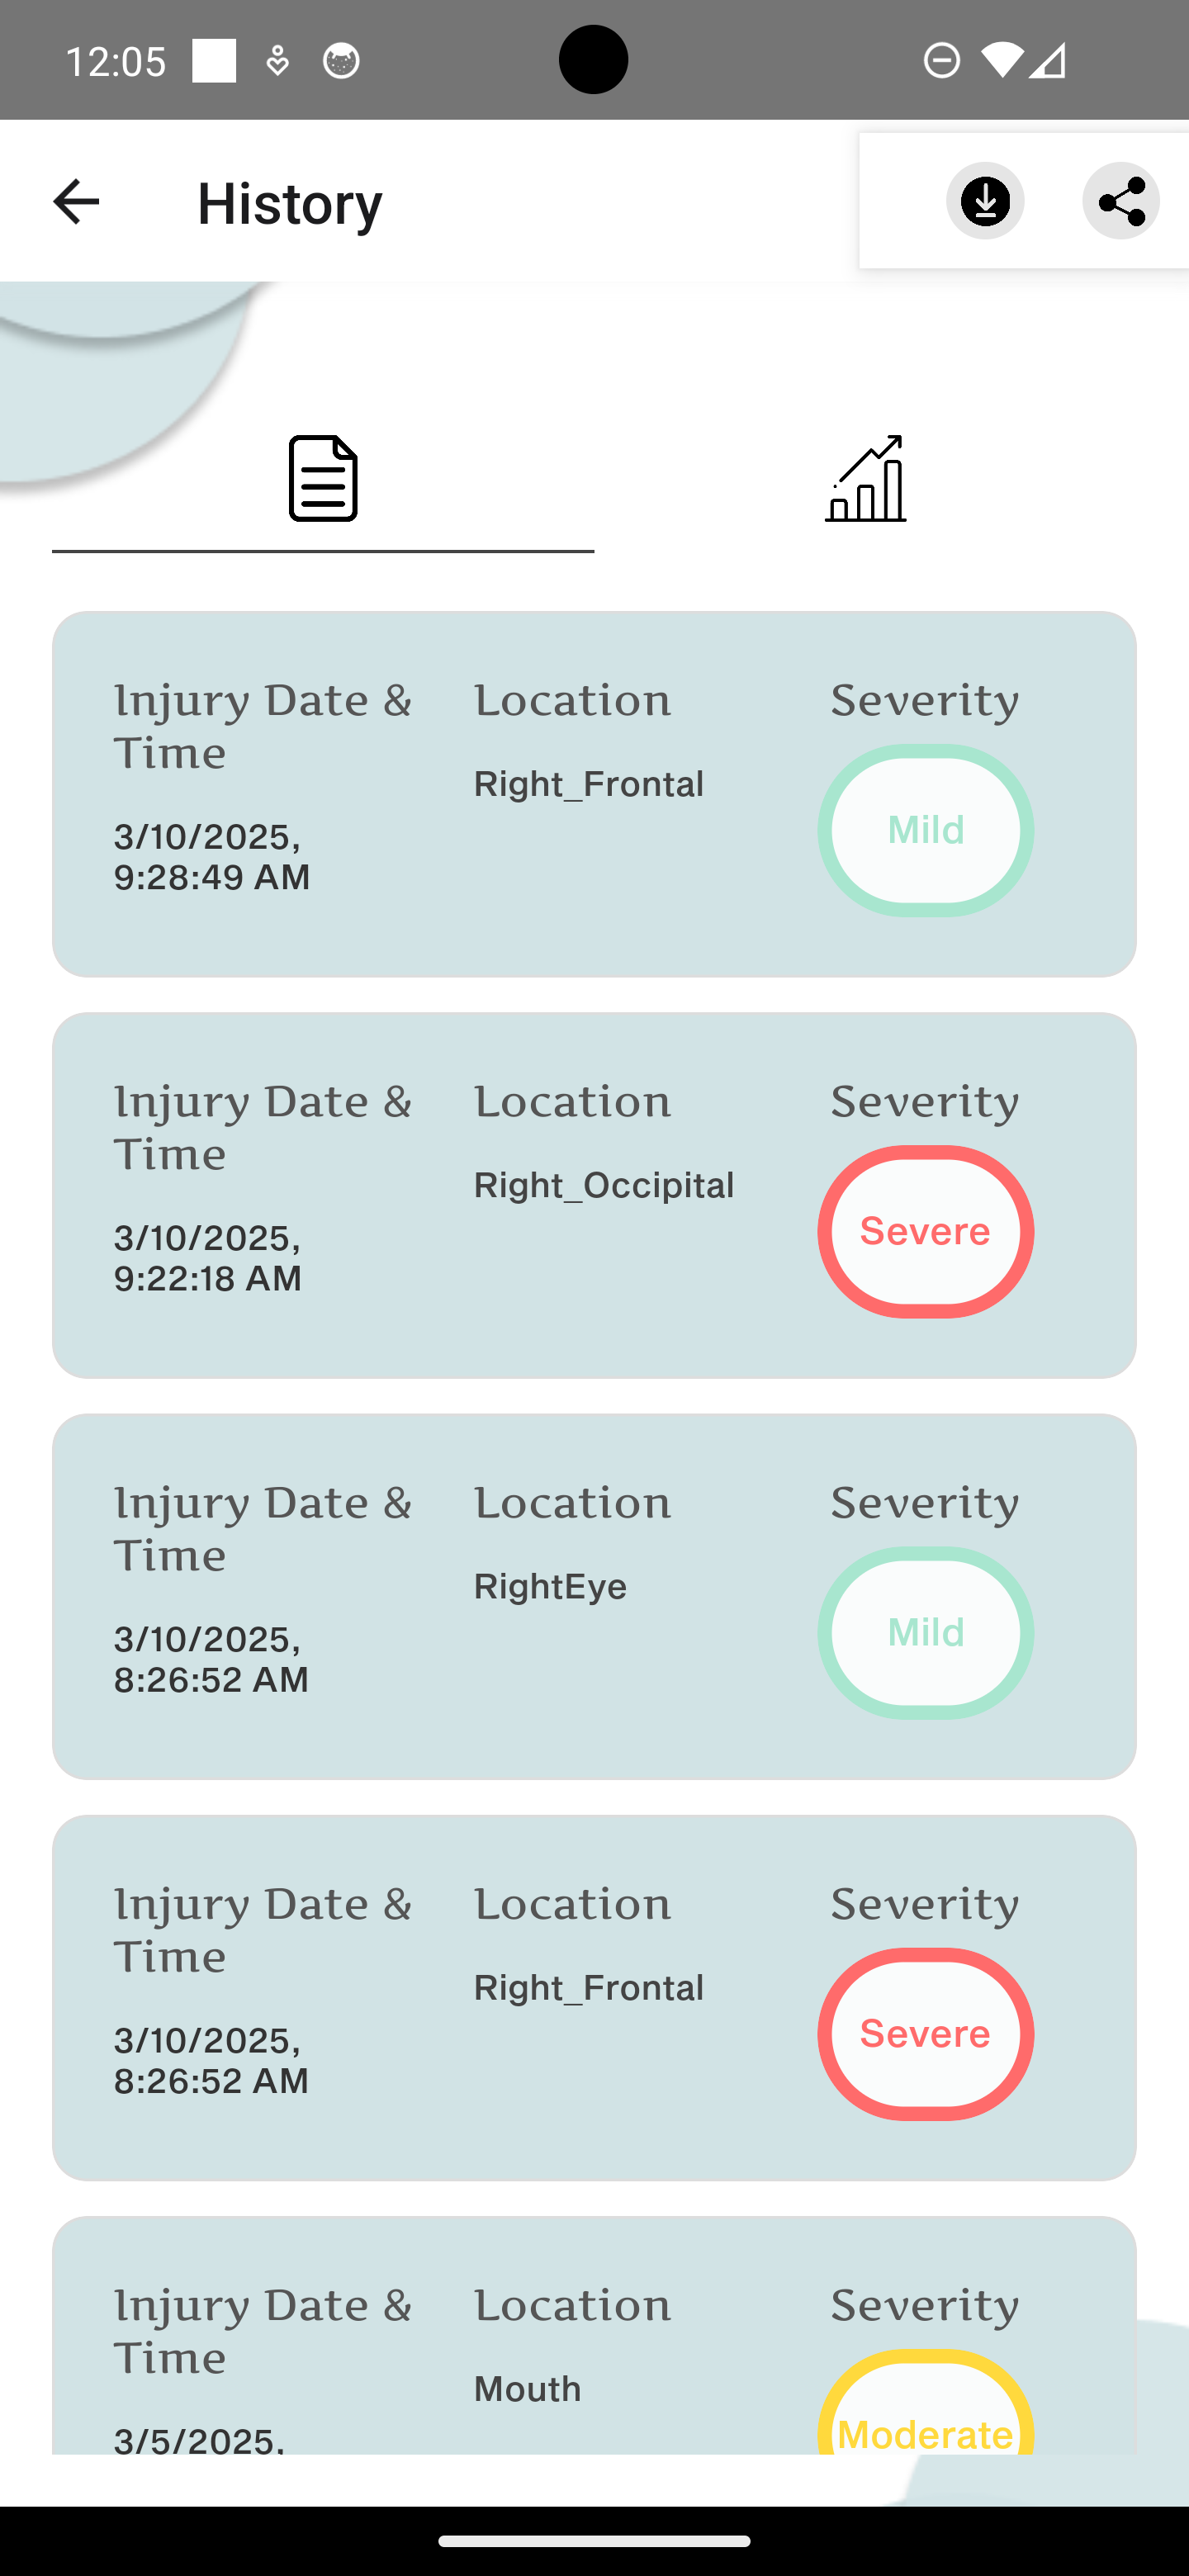 12:05
History
Injury Date &
Time
3/10/2025,
9:28:49 AM
Location
Right_Frontal
Severity
Mild
Injury Date &
Time
3/10/2025,
9:22:18 AM
Location
Right_Occipital
Severity
Severe
Injury Date &
Time
3/10/2025,
8:26:52 AM
Location
RightEye
Severity
Mild
Injury Date &
Time
3/10/2025,
8:26:52 AM
Location
Right_Frontal
Severity
Severe
Injury Date &
Time
3/5/2025,
Location
Mouth
Severity
Moderate